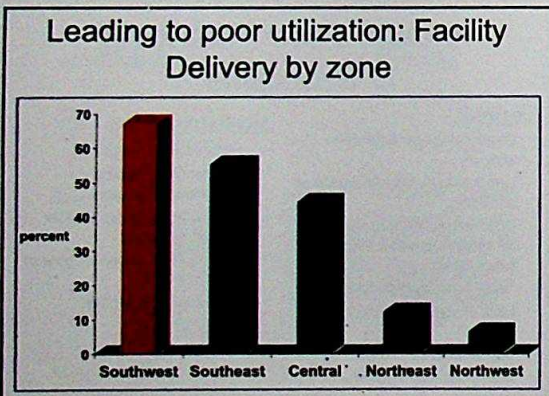 Leading to poor utilization: Facility
Delivery by zone
70
60
50
40
percent
30
20
10
0
Southwest Southeast Central Northeast Northwest